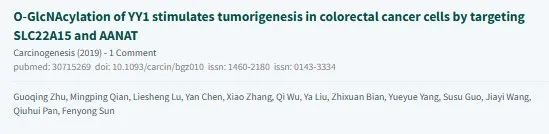 O-GlcNAcylation of YY1 stimulates tumorigenesis in colorectal cancer cells by targeting
SLC22A15 and AANAT
Carcinogenesis (2019) - 1 Comment
pubmed: 30715269 doi: 10.1093/carcin/bgz010 issn: 1460-2180 issn: 0143-3334
Guoqing Zhu, Mingping Qian, Liesheng Lu, Yan Chen, Xiao Zhang, Qi Wu, Ya Liu, Zhixuan Bian, Yueyue Yang, Susu Guo, Jiayi Wang,
Qiuhui Pan, Fenyong Sun